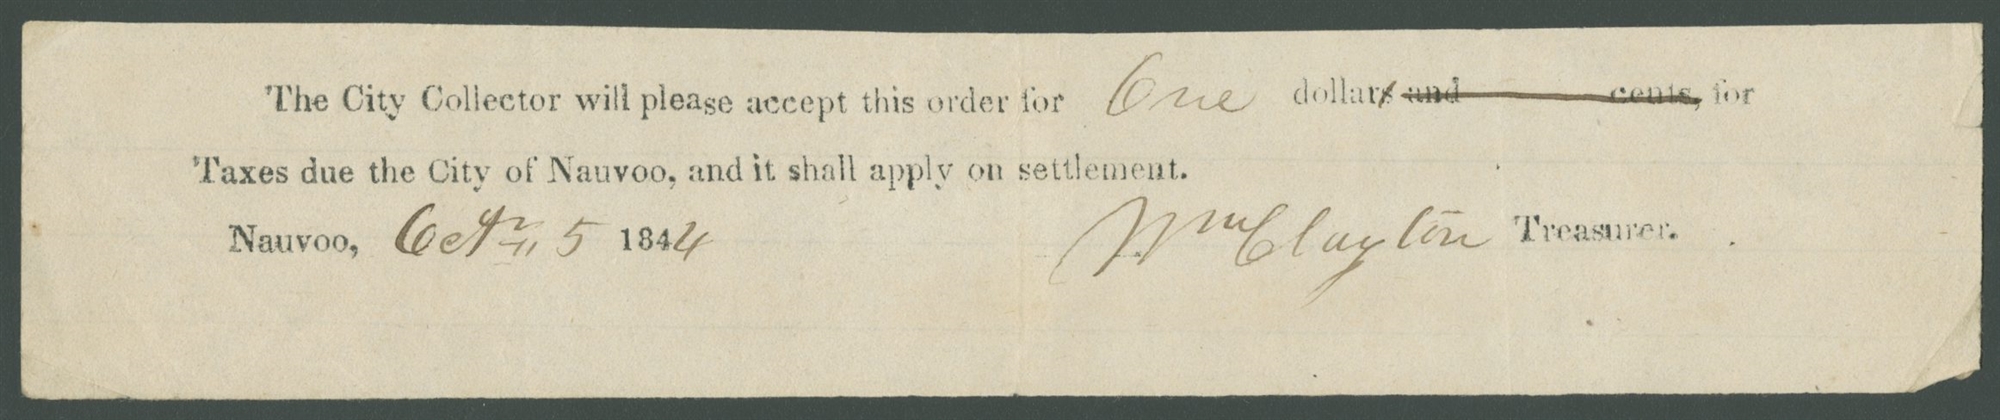 The City Collector will please accept this order for One dollars and cents, for
Taxes due the City of Nauvoo, and it shall apply on settlement.
Nauvoo, Octr 5 1844 Wm Clayton Treasurer.